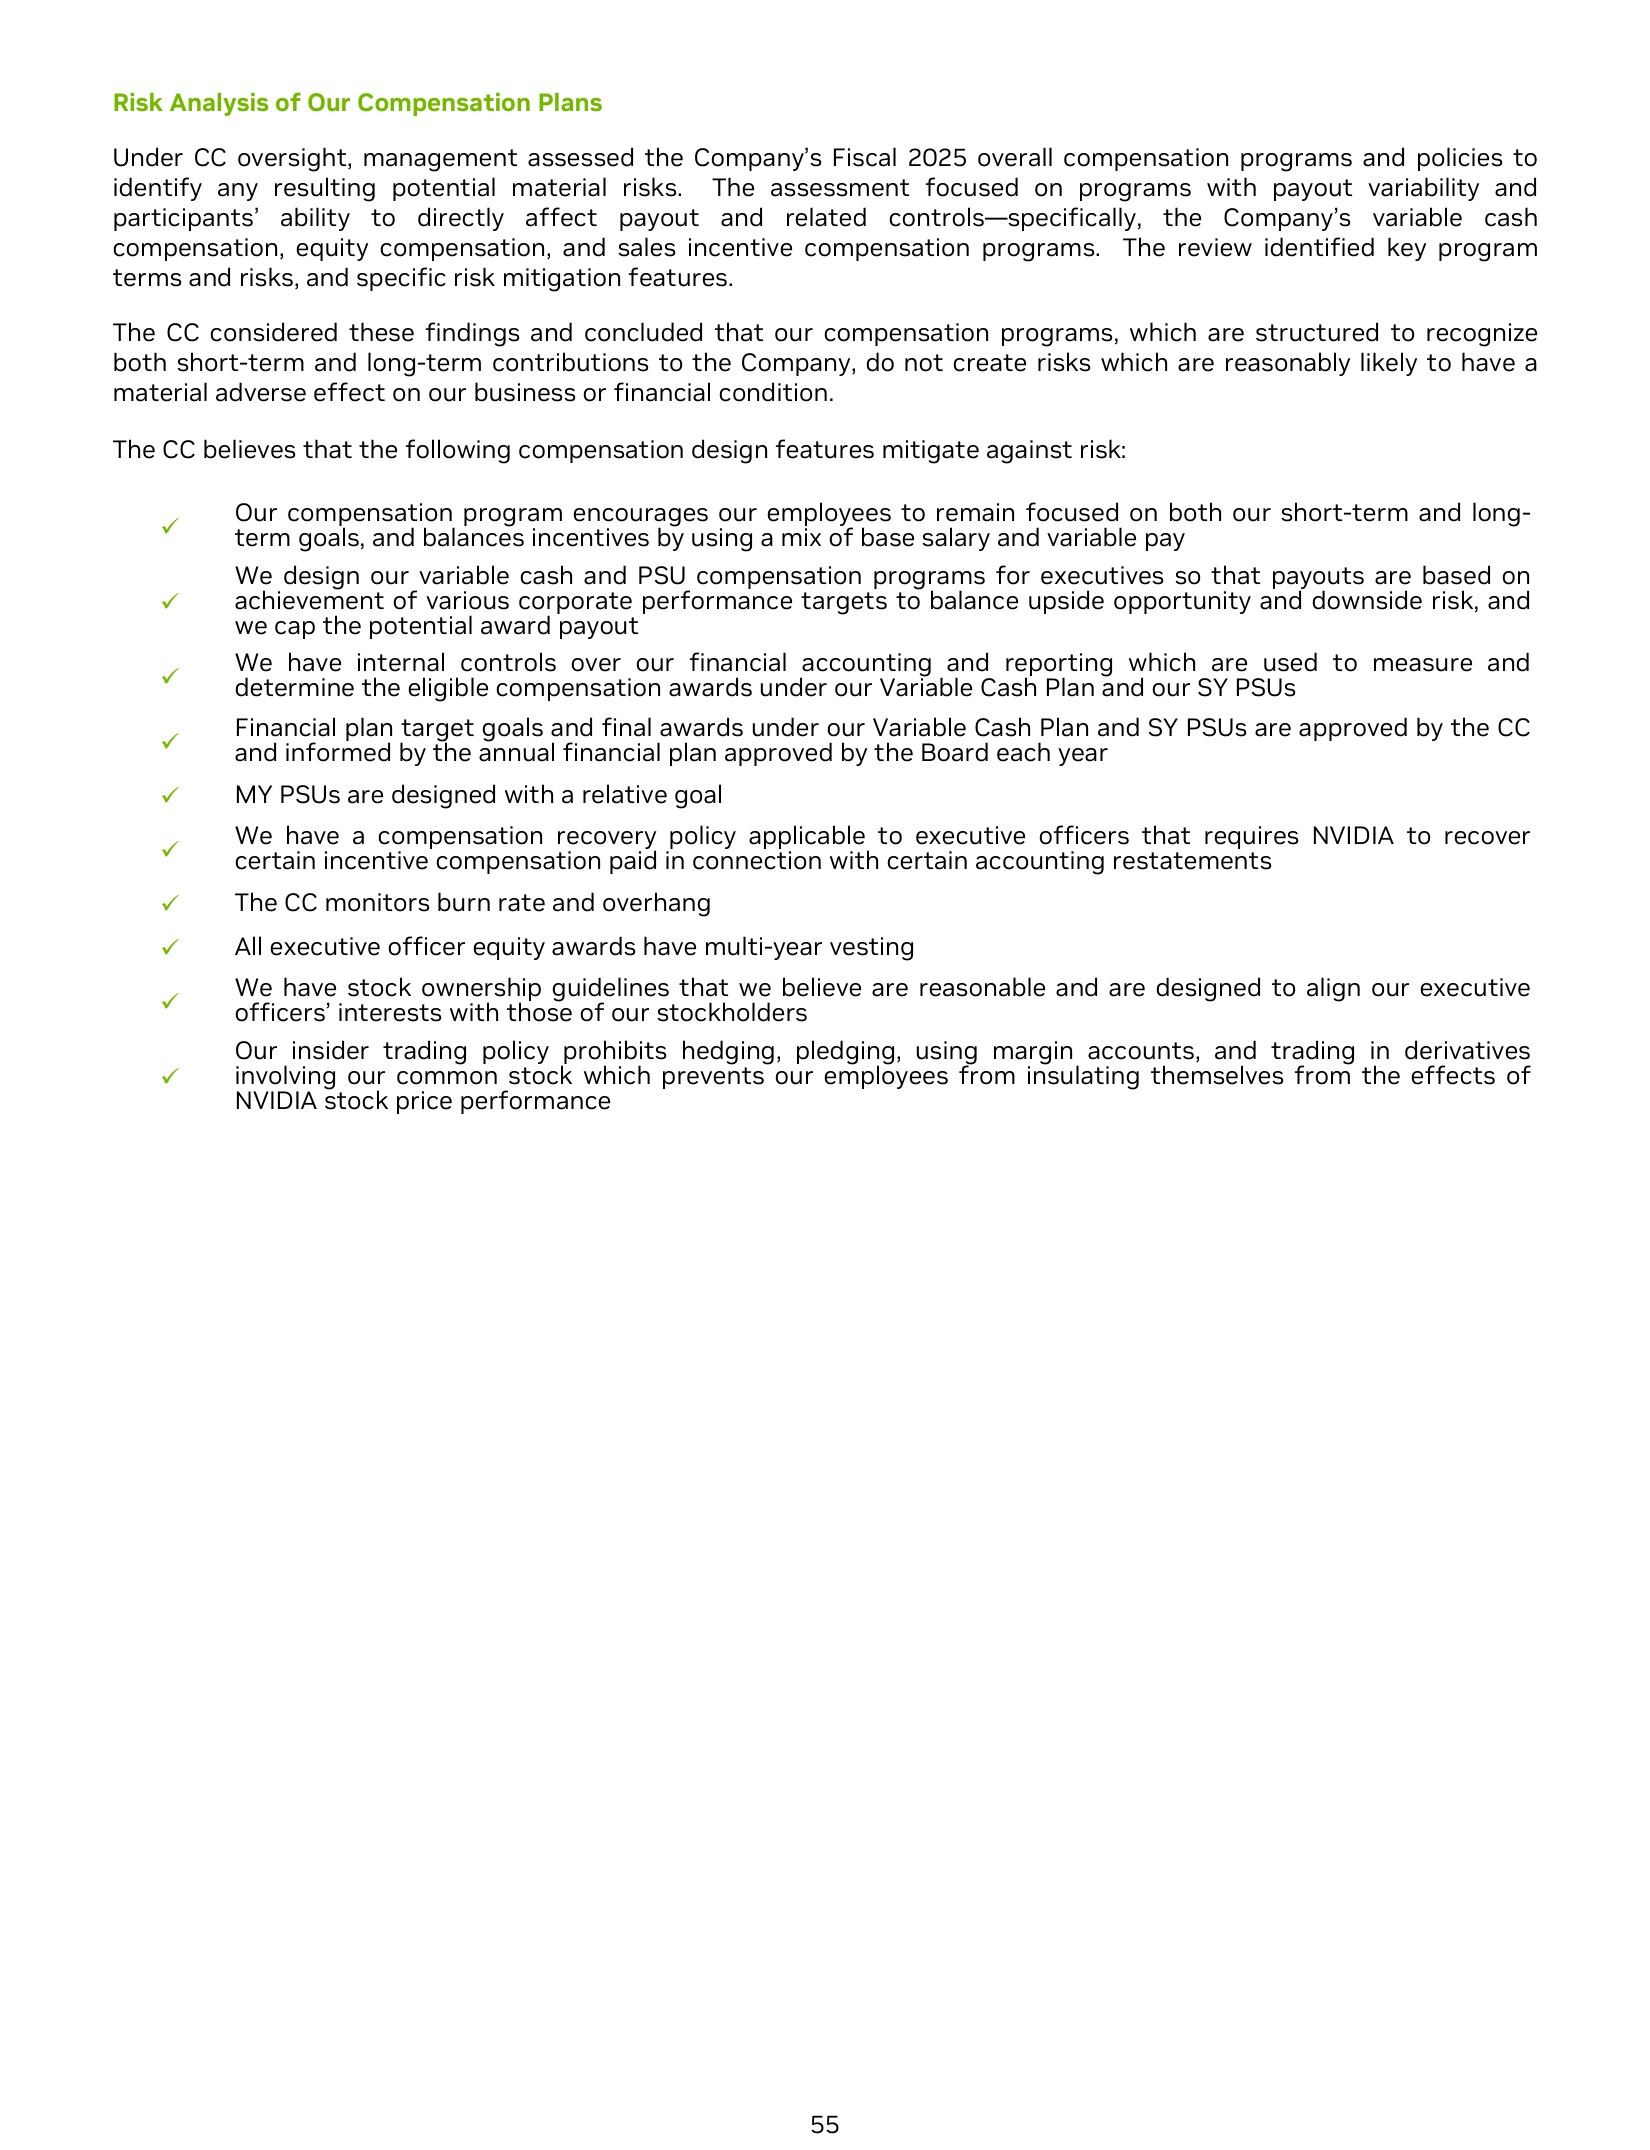 Risk Analysis of Our Compensation Plans
Under CC oversight, management assessed the Company’s Fiscal 2025 overall compensation programs and policies to
identify any resulting potential material risks.  The assessment focused on programs with payout variability and
participants’ ability to directly affect payout and related controls—specifically, the Company’s variable cash
compensation, equity compensation, and sales incentive compensation programs.  The review identified key program
terms and risks, and specific risk mitigation features.
The CC considered these findings and concluded that our compensation programs, which are structured to recognize
both short-term and long-term contributions to the Company, do not create risks which are reasonably likely to have a
material adverse effect on our business or financial condition.
The CC believes that the following compensation design features mitigate against risk:
✓ Our compensation program encourages our employees to remain focused on both our short-term and long-
term goals, and balances incentives by using a mix of base salary and variable pay
✓ We design our variable cash and PSU compensation programs for executives so that payouts are based on
achievement of various corporate performance targets to balance upside opportunity and downside risk, and
we cap the potential award payout
✓ We have internal controls over our financial accounting and reporting which are used to measure and
determine the eligible compensation awards under our Variable Cash Plan and our SY PSUs
✓ Financial plan target goals and final awards under our Variable Cash Plan and SY PSUs are approved by the CC
and informed by the annual financial plan approved by the Board each year
✓ MY PSUs are designed with a relative goal
✓ We have a compensation recovery policy applicable to executive officers that requires NVIDIA to recover
certain incentive compensation paid in connection with certain accounting restatements
✓ The CC monitors burn rate and overhang
✓ All executive officer equity awards have multi-year vesting
✓ We have stock ownership guidelines that we believe are reasonable and are designed to align our executive
officers’ interests with those of our stockholders
✓ Our insider trading policy prohibits hedging, pledging, using margin accounts, and trading in derivatives
involving our common stock which prevents our employees from insulating themselves from the effects of
NVIDIA stock price performance
55